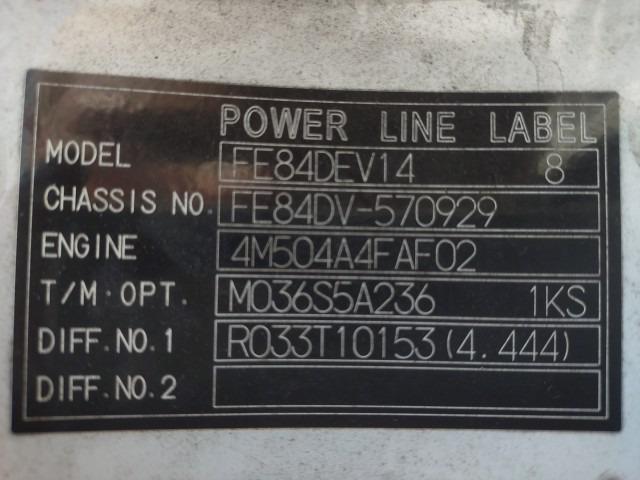 POWER LINE LABEL
MODEL FE84DEV14 8
CHASSIS NO. FE84DV-570929
ENGINE 4M504A4FAF02
T/M·OPT. M036S5A236 1KS
DIFF.NO.1 R033T10153(4.444)
DIFF.NO.2